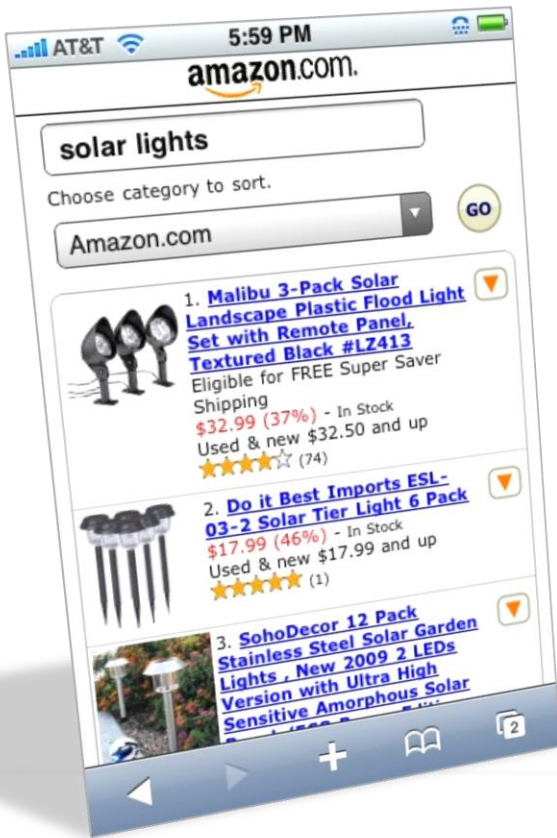 AT&T 5:59 PM
amazon.com.
solar lights
Choose category to sort.
Amazon.com
GO
1. Malibu 3-Pack Solar
Landscape Plastic Flood Light
Set with Remote Panel,
Textured Black #LZ413
Eligible for FREE Super Saver
Shipping
$32.99 (37%) - In Stock
Used & new $32.50 and up
(74)
2. Do it Best Imports ESL-
03-2 Solar Tier Light 6 Pack
$17.99 (46%) - In Stock
Used & new $17.99 and up
(1)
3. SohoDecor 12 Pack
Stainless Steel Solar Garden
Lights , New 2009 2 LEDs
Version with Ultra High
Sensitive Amorphous Solar
2